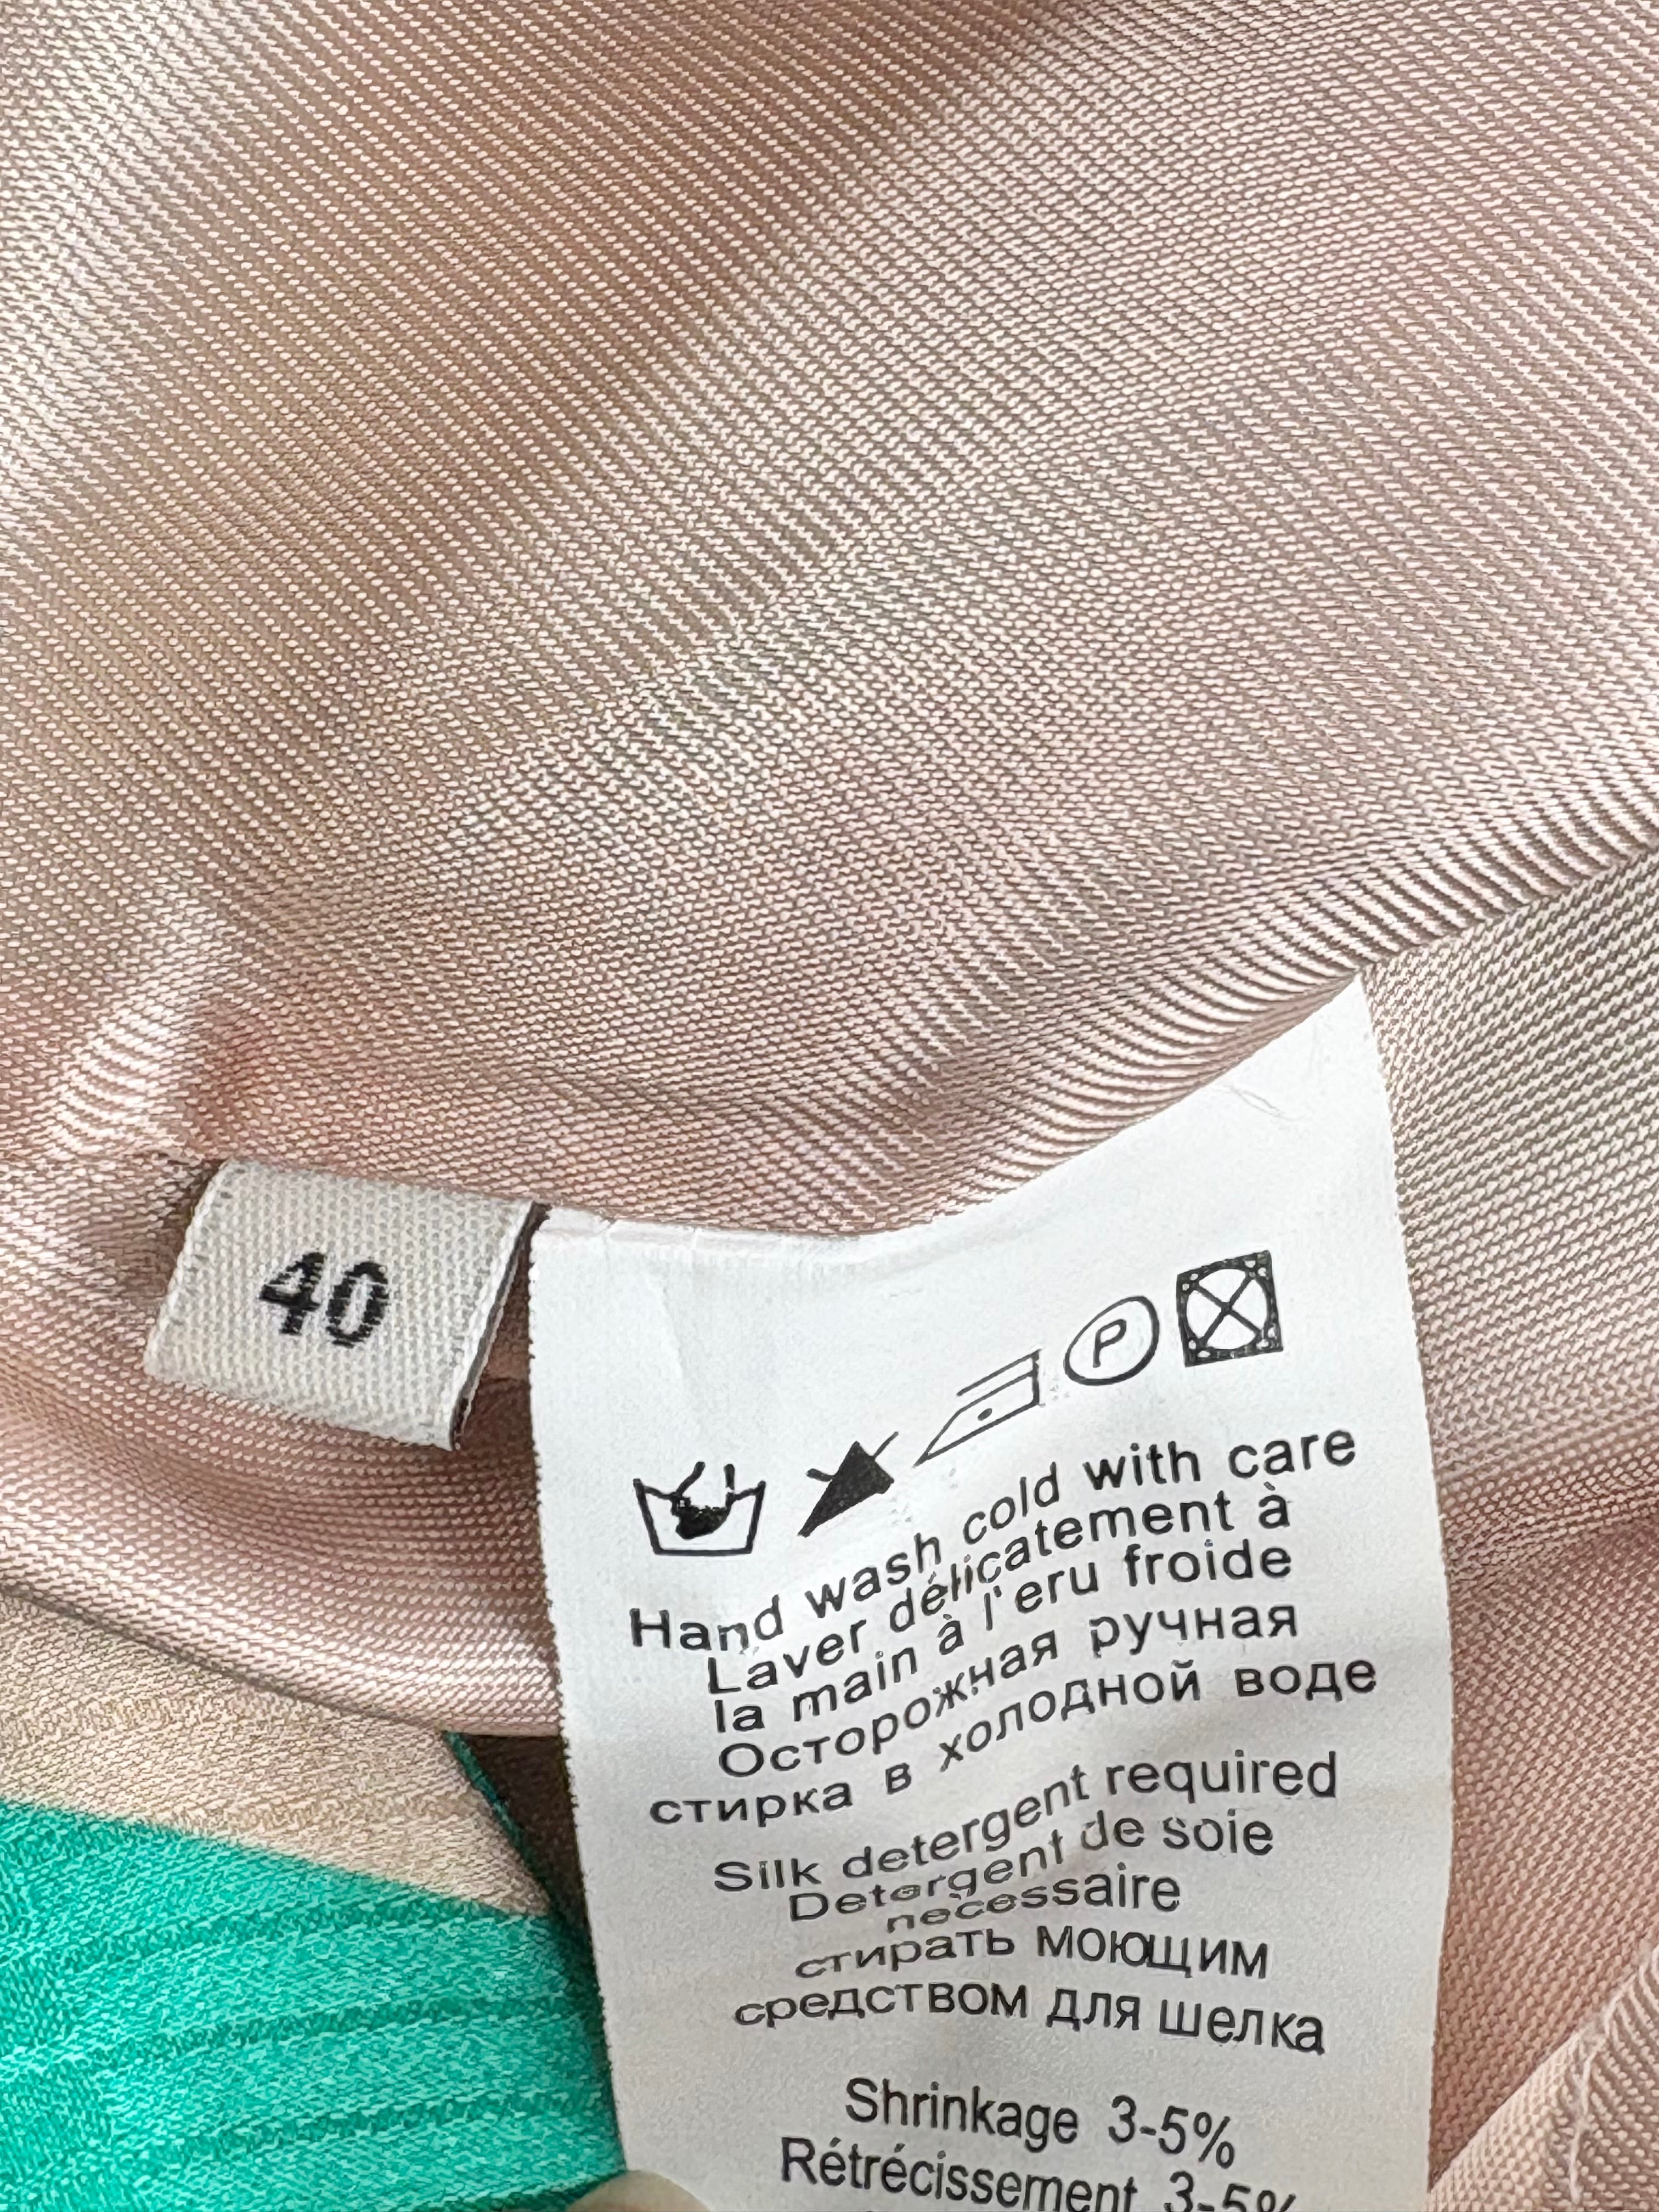 40
P
Hand wash cold with care
Laver délicatement à
la main à l'eru froide
Осторожная ручная
стирка в холодной воде
Silk detergent required
Detergent de soie
necessaire
стирать моющим
средством для шелка
Shrinkage 3-5%
Rétrécissement 3-5%